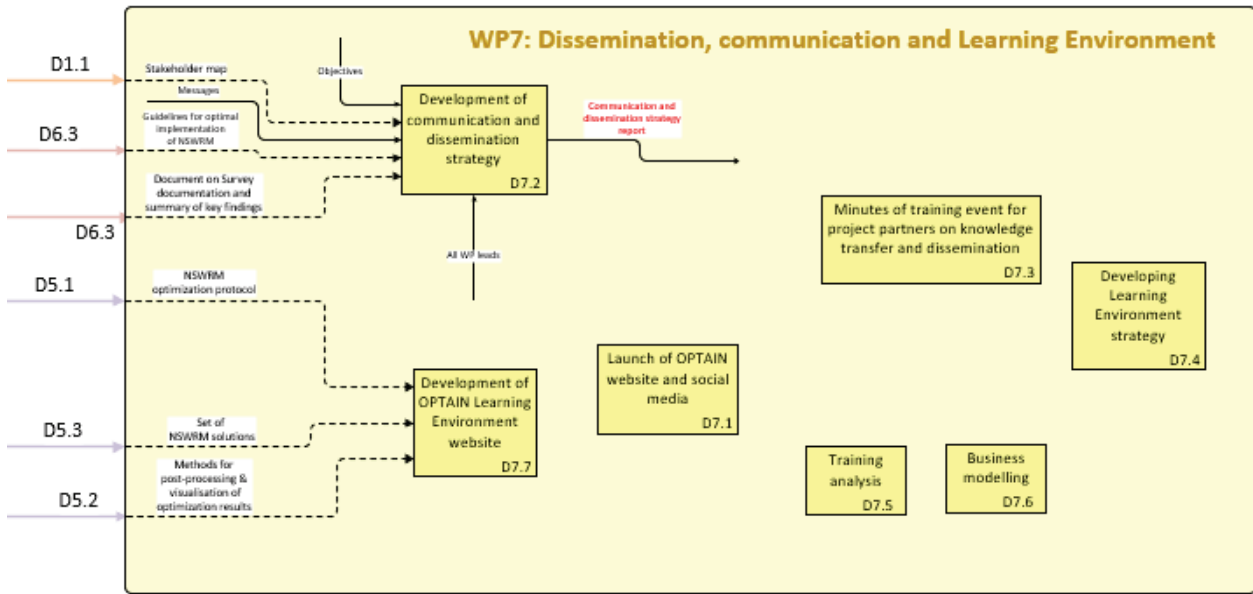 WP7: Dissemination, communication and Learning Environment
D1.1
Stakeholder map
Objectives
Messages
D6.3
Guidelines for optimal
implementation
of NSWRM
Development of
communication and
dissemination
strategy
D7.2
Communication and
dissemination strategy
report
Document on Survey
documentation and
summary of key findings
D6.3
All WP leads
Minutes of training event for
project partners on knowledge
transfer and dissemination
D7.3
D5.1
NSWRM
optimization protocol
Developing
Learning
Environment
strategy
D7.4
Launch of OPTAIN
website and social
media
D7.1
Development of
OPTAIN Learning
Environment
website
D7.7
D5.3
Set of
NSWRM solutions
D5.2
Methods for
post-processing &
visualisation of
optimization results
Training
analysis
D7.5
Business
modelling
D7.6